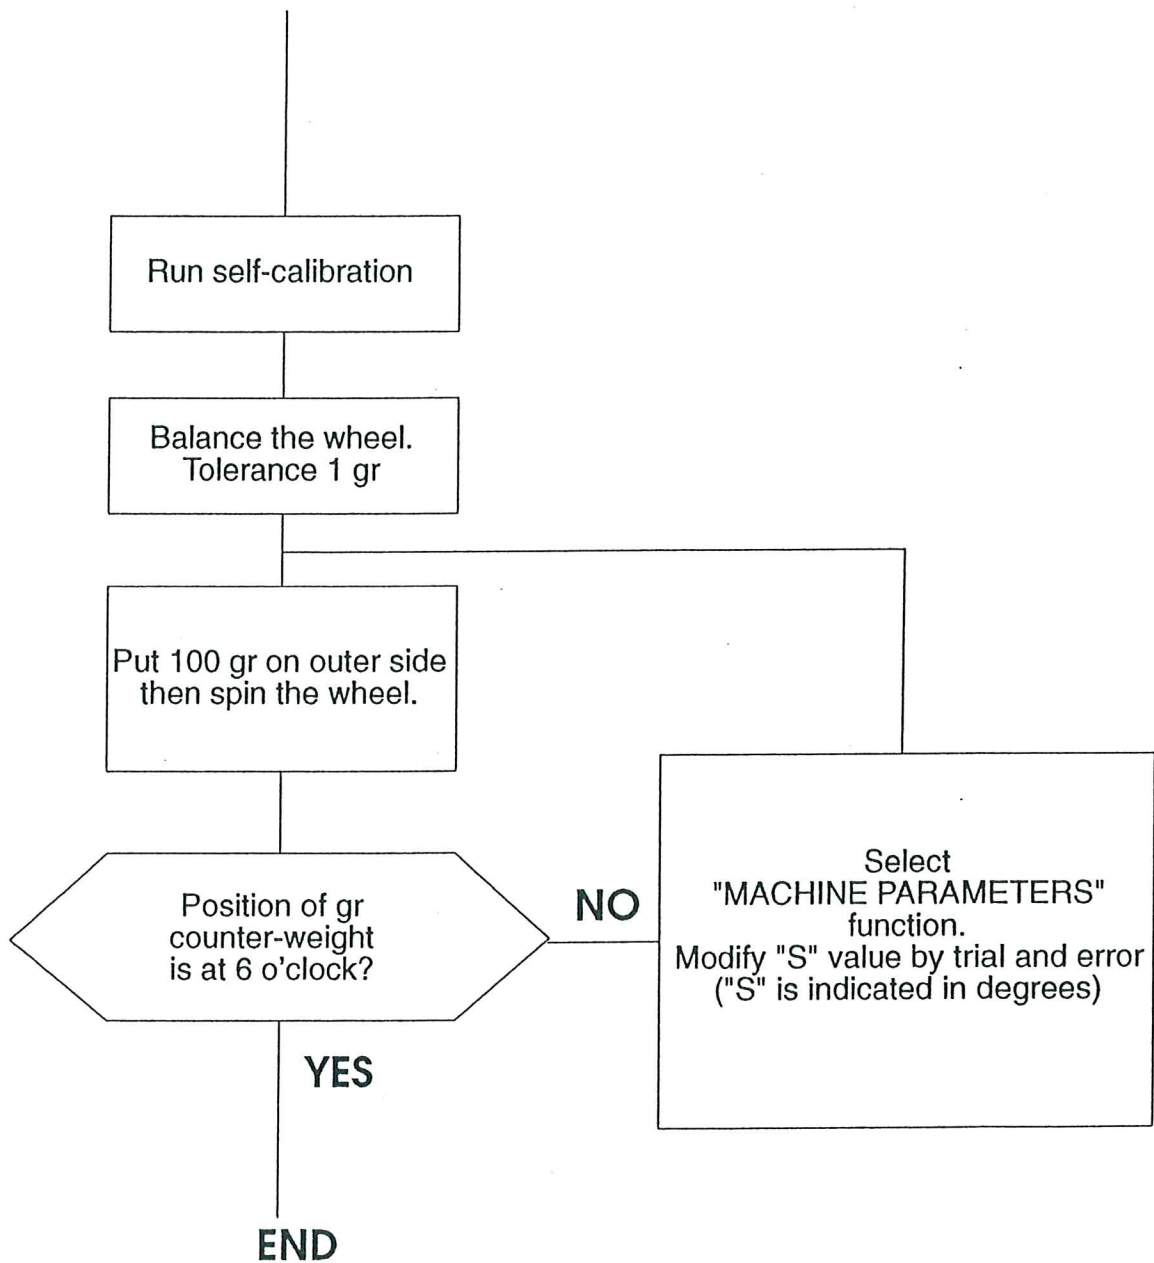 Run self-calibration
Balance the wheel.
Tolerance 1 gr
Put 100 gr on outer side
then spin the wheel.
Position of gr
counter-weight
is at 6 o'clock?
NO
Select
"MACHINE PARAMETERS"
function.
Modify "S" value by trial and error
("S" is indicated in degrees)
YES
END